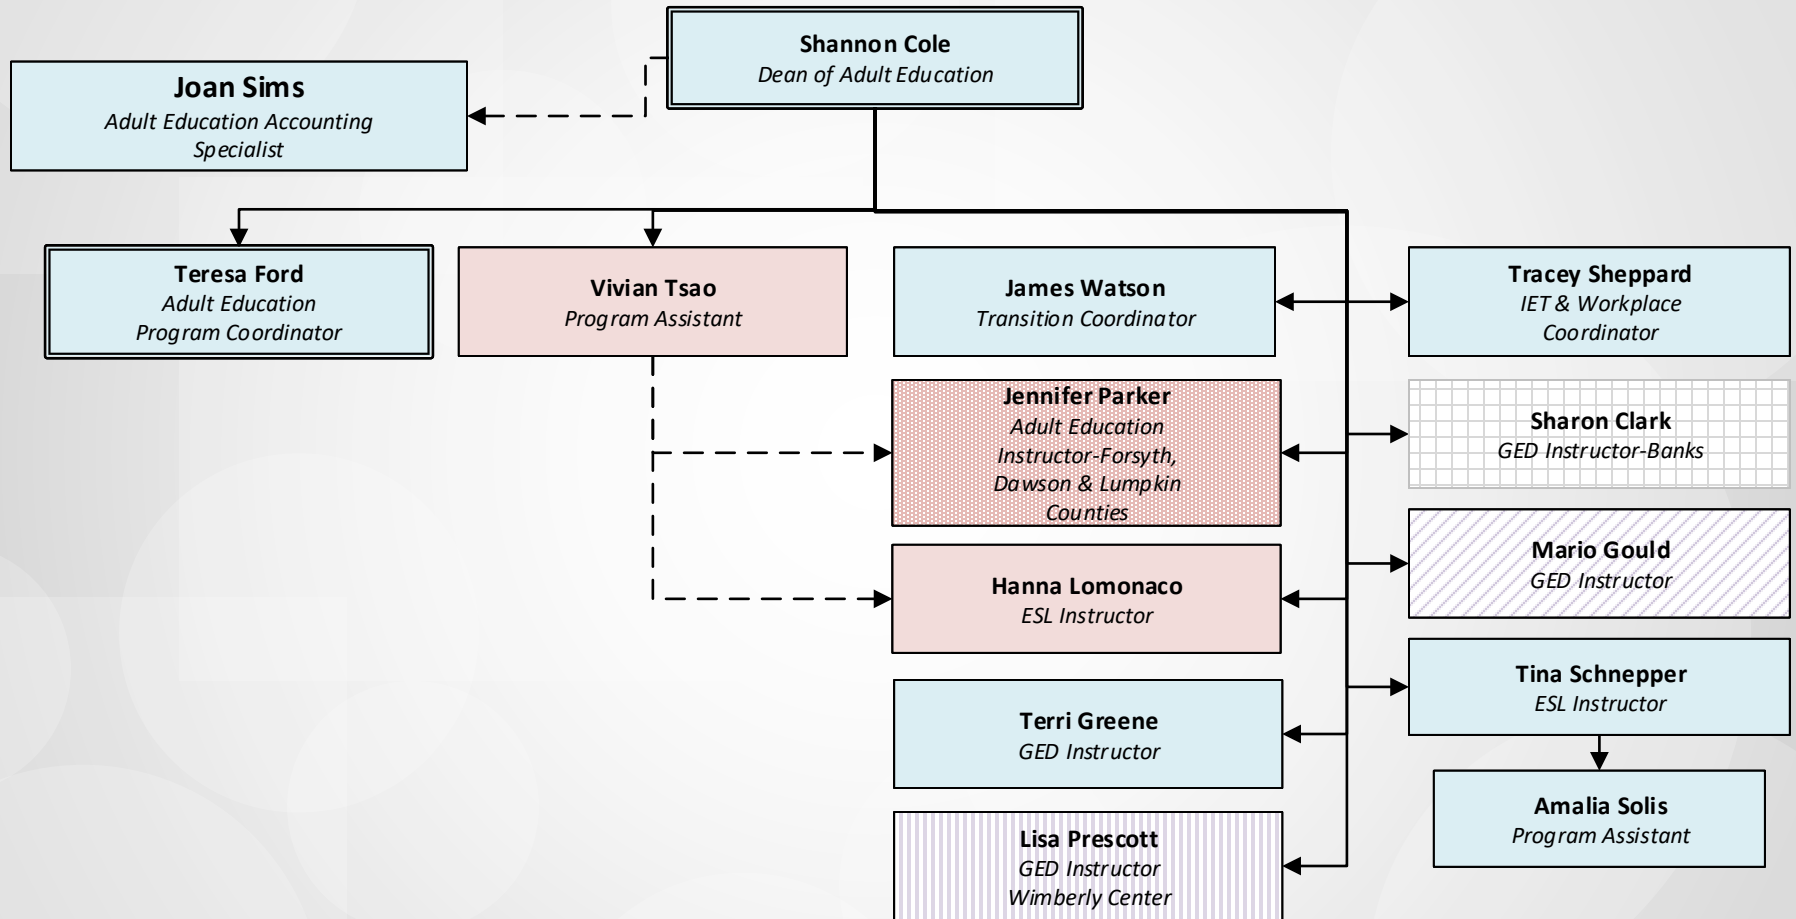 Shannon Cole
Dean of Adult Education
Joan Sims
Adult Education Accounting
Specialist
Teresa Ford
Adult Education
Program Coordinator
Vivian Tsao
Program Assistant
James Watson
Transition Coordinator
Tracey Sheppard
IET & Workplace
Coordinator
Jennifer Parker
Adult Education
Instructor-Forsyth,
Dawson & Lumpkin
Counties
Sharon Clark
GED Instructor-Banks
Hanna Lomonaco
ESL Instructor
Mario Gould
GED Instructor
Terri Greene
GED Instructor
Tina Schnepper
ESL Instructor
Lisa Prescott
GED Instructor
Wimberly Center
Amalia Solis
Program Assistant